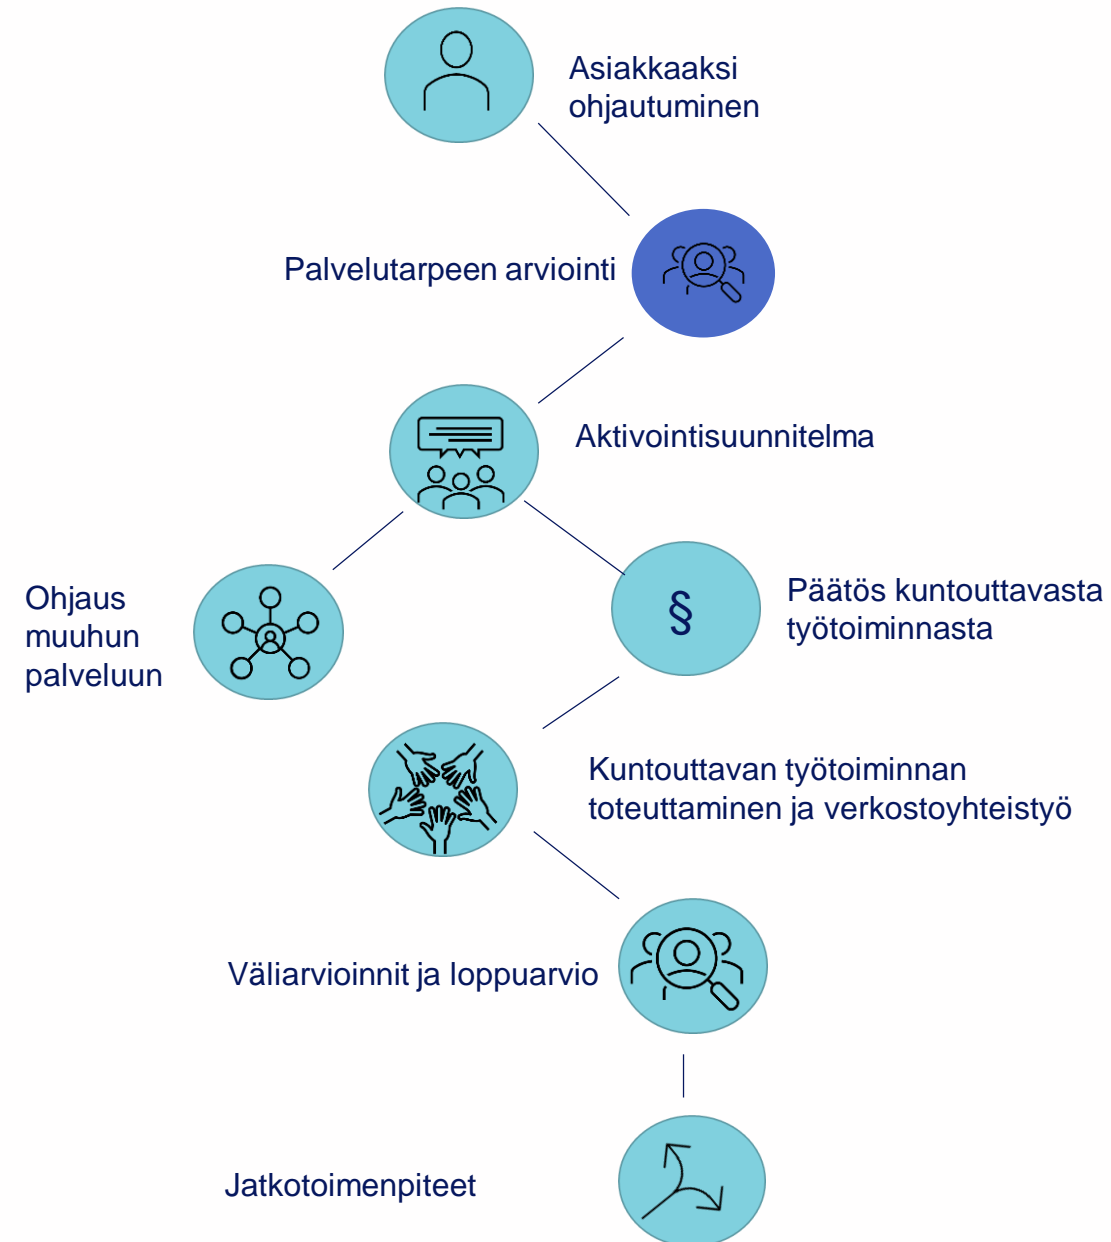 Asiakkaaksi
ohjautuminen
Palvelutarpeen arviointi
Aktivointisuunnitelma
Ohjaus
muuhun
palveluun
§
Päätös kuntouttavasta
työtoiminnasta
Kuntouttavan työtoiminnan
toteuttaminen ja verkostoyhteistyö
Väliarvioinnit ja loppuarvio
Jatkotoimenpiteet